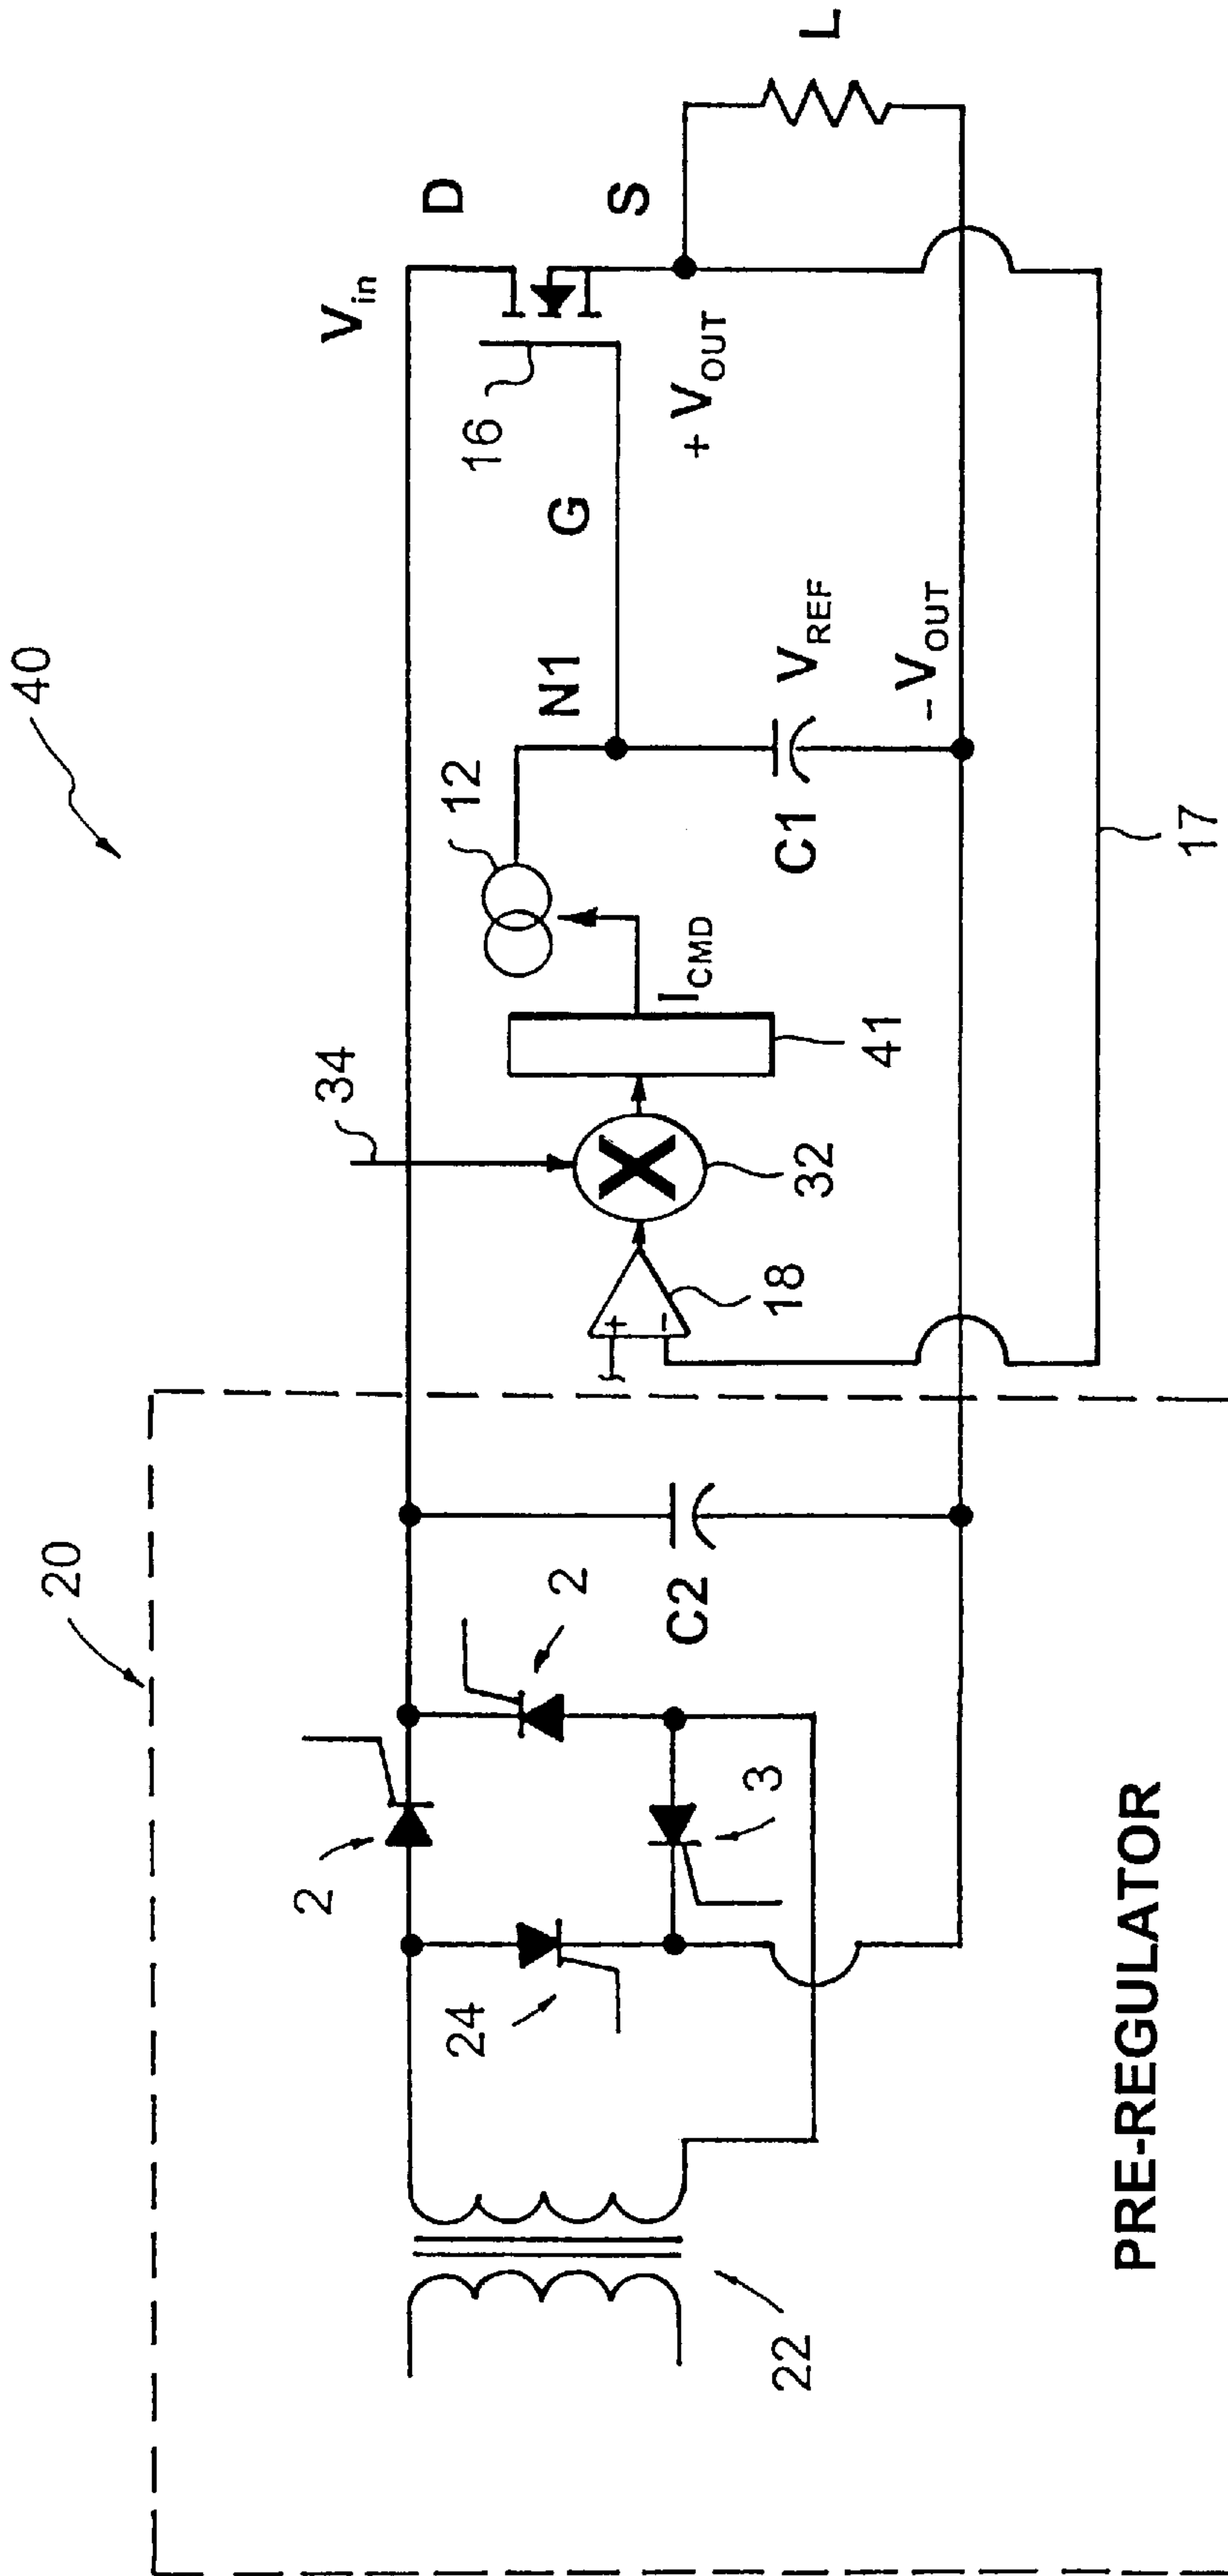 40
20
34
V_in
D
2
2
12
16
N1
G
S
24
I_CMD
+ V_OUT
+
−
18
32
41
C2
3
C1
V_REF
L
22
− V_OUT
17
PRE-REGULATOR